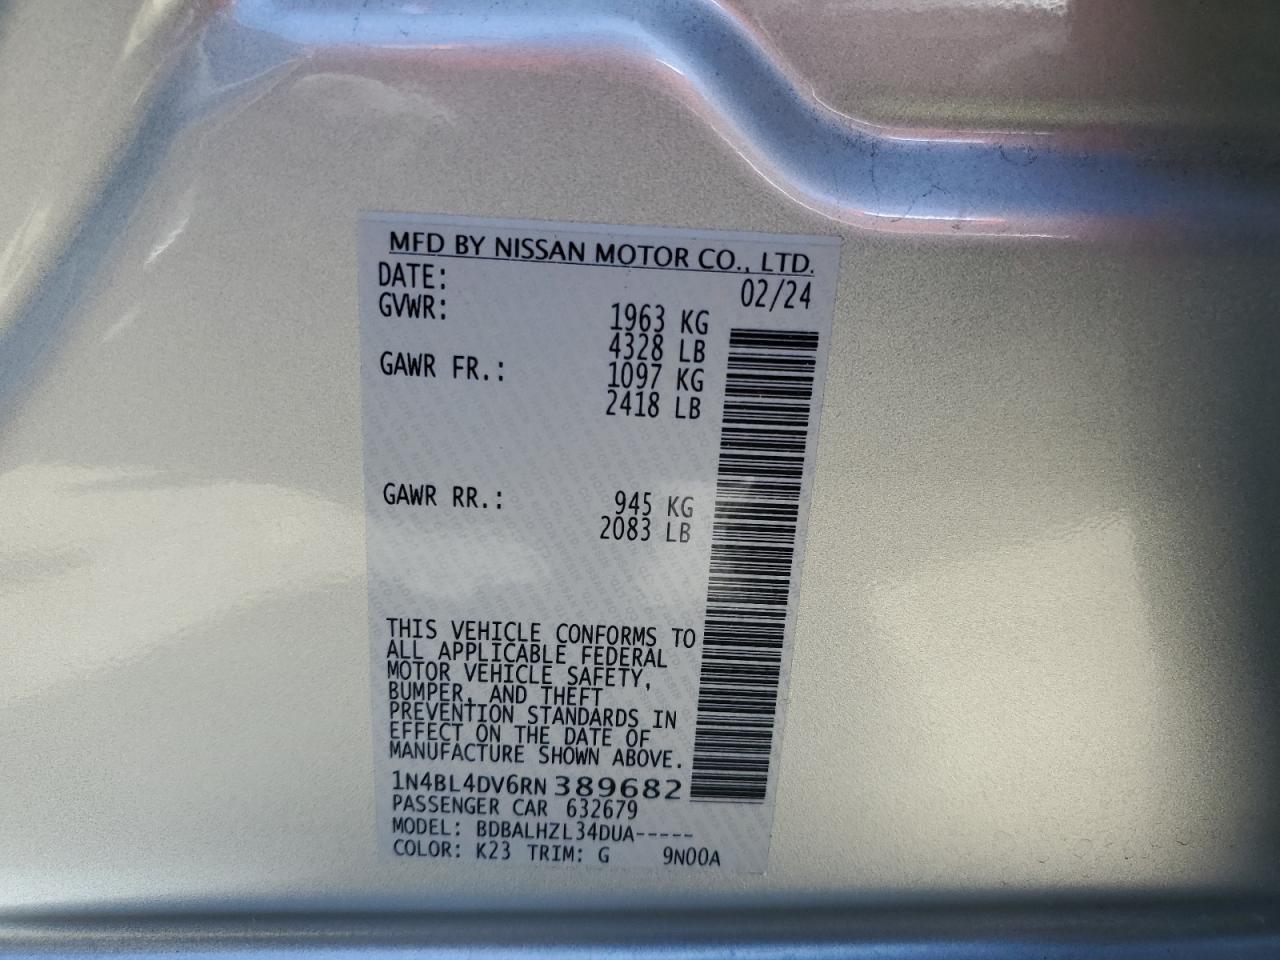 MFD BY NISSAN MOTOR CO., LTD.
DATE: 02/24
GVWR: 1963 KG
4328 LB
GAWR FR.: 1097 KG
2418 LB
GAWR RR.: 945 KG
2083 LB
THIS VEHICLE CONFORMS TO
ALL APPLICABLE FEDERAL
MOTOR VEHICLE SAFETY,
BUMPER, AND THEFT
PREVENTION STANDARDS IN
EFFECT ON THE DATE OF
MANUFACTURE SHOWN ABOVE.
1N4BL4DV6RN389682
PASSENGER CAR 632679
MODEL: BDBALHZL34DUA-----
COLOR: K23 TRIM: G 9N00A